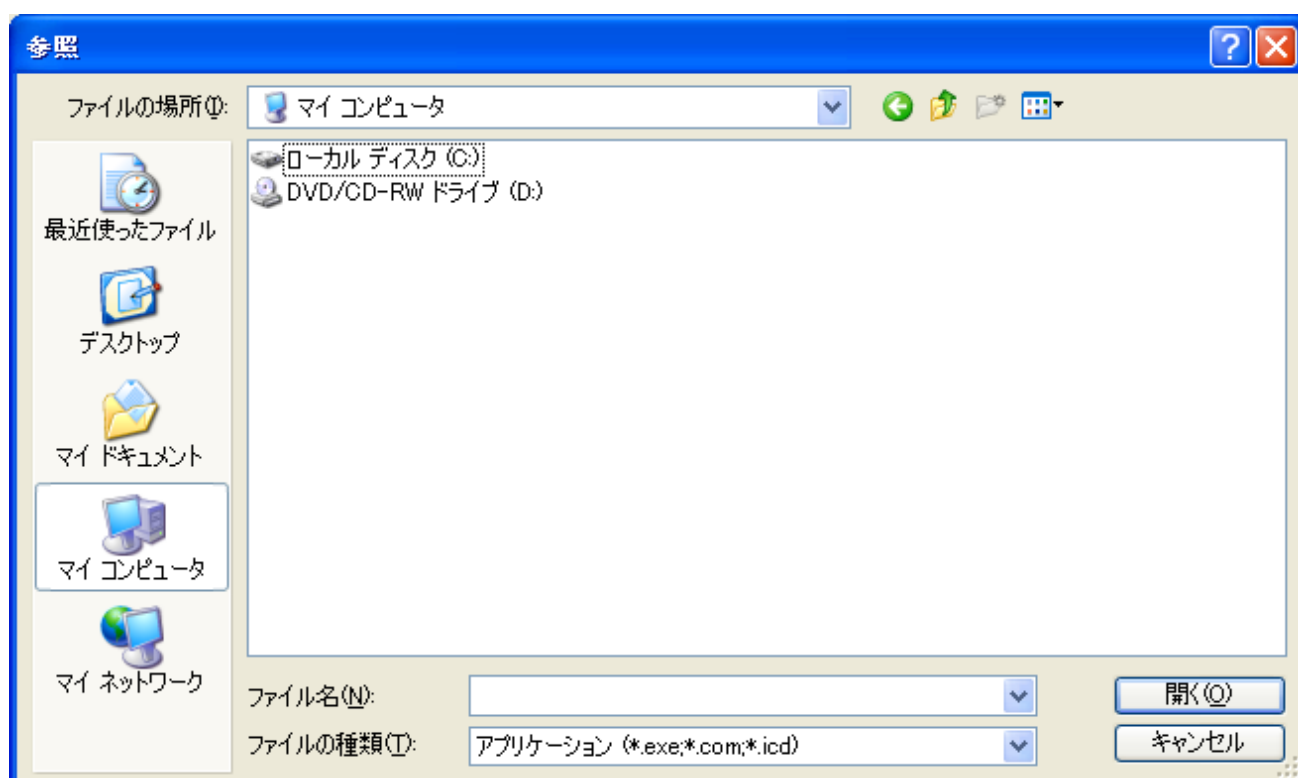 参照
ファイルの場所(I):
マイ コンピュータ
ローカル ディスク (C:)
DVD/CD-RW ドライブ (D:)
最近使ったファイル
デスクトップ
マイ ドキュメント
マイ コンピュータ
マイ ネットワーク
ファイル名(N):
開く(O)
ファイルの種類(T):
アプリケーション (*.exe;*.com;*.icd)
キャンセル